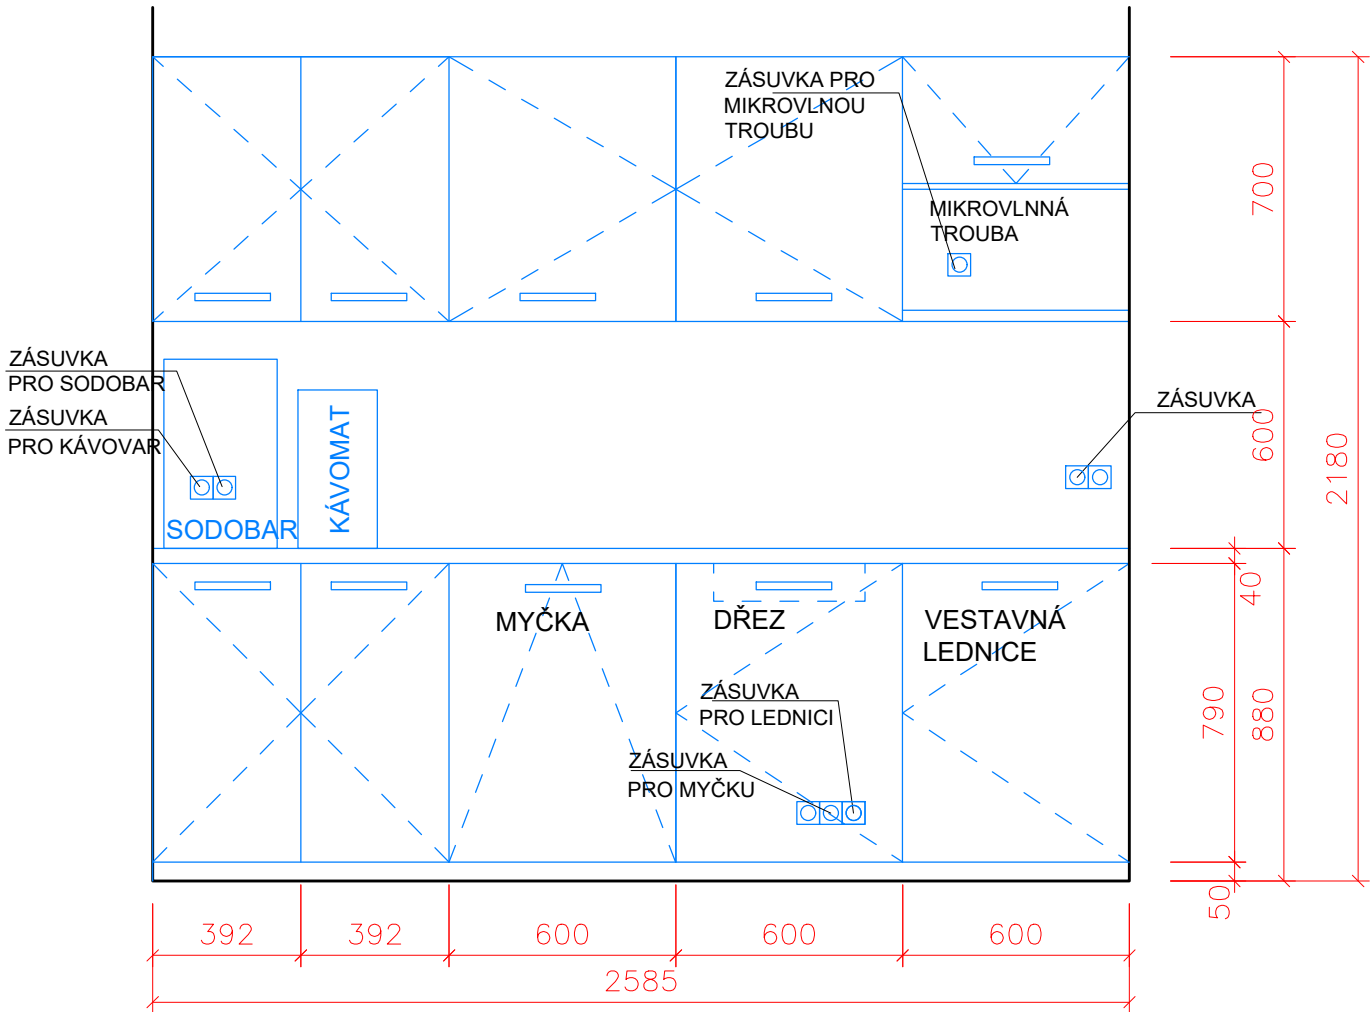 ZÁSUVKA PRO
MIKROVLNOU
TROUBU
MIKROVLNNÁ
TROUBA
700
ZÁSUVKA
PRO SODOBAR
ZÁSUVKA
PRO KÁVOVAR
SODOBAR
KÁVOMAT
ZÁSUVKA
600
2180
MYČKA
DŘEZ
VESTAVNÁ
LEDNICE
40
ZÁSUVKA
PRO LEDNICI
ZÁSUVKA
PRO MYČKU
790
880
50
392
392
600
600
600
2585